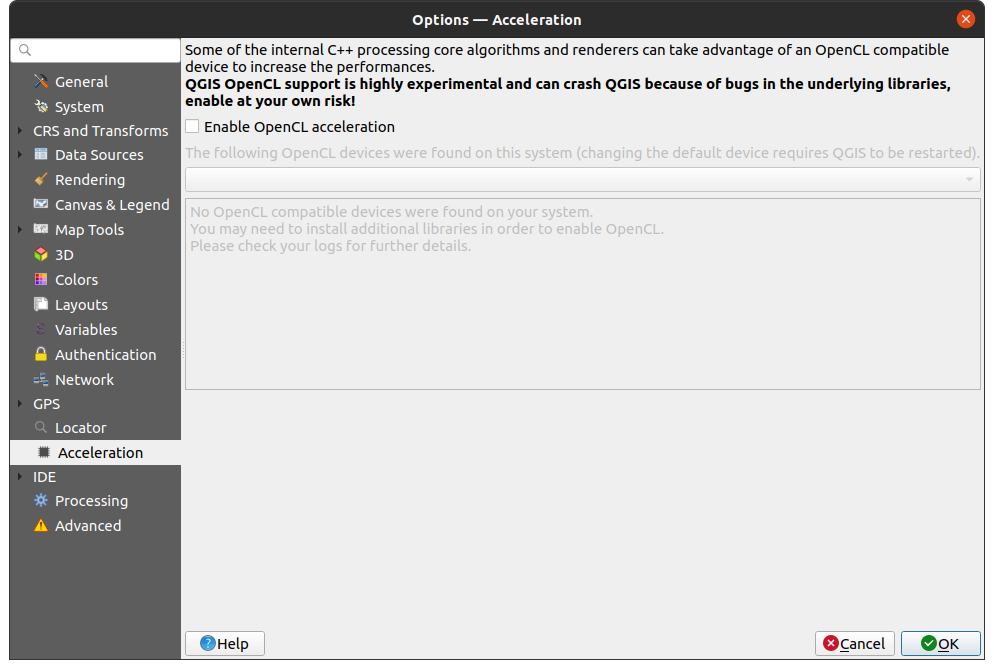 Options — Acceleration
Some of the internal C++ processing core algorithms and renderers can take advantage of an OpenCL compatible
device to increase the performances.
QGIS OpenCL support is highly experimental and can crash QGIS because of bugs in the underlying libraries,
enable at your own risk!
Enable OpenCL acceleration
The following OpenCL devices were found on this system (changing the default device requires QGIS to be restarted).
No OpenCL compatible devices were found on your system.
You may need to install additional libraries in order to enable OpenCL.
Please check your logs for further details.
General
System
CRS and Transforms
Data Sources
Rendering
Canvas & Legend
Map Tools
3D
Colors
Layouts
Variables
Authentication
Network
GPS
Locator
Acceleration
IDE
Processing
Advanced
Help
Cancel
OK